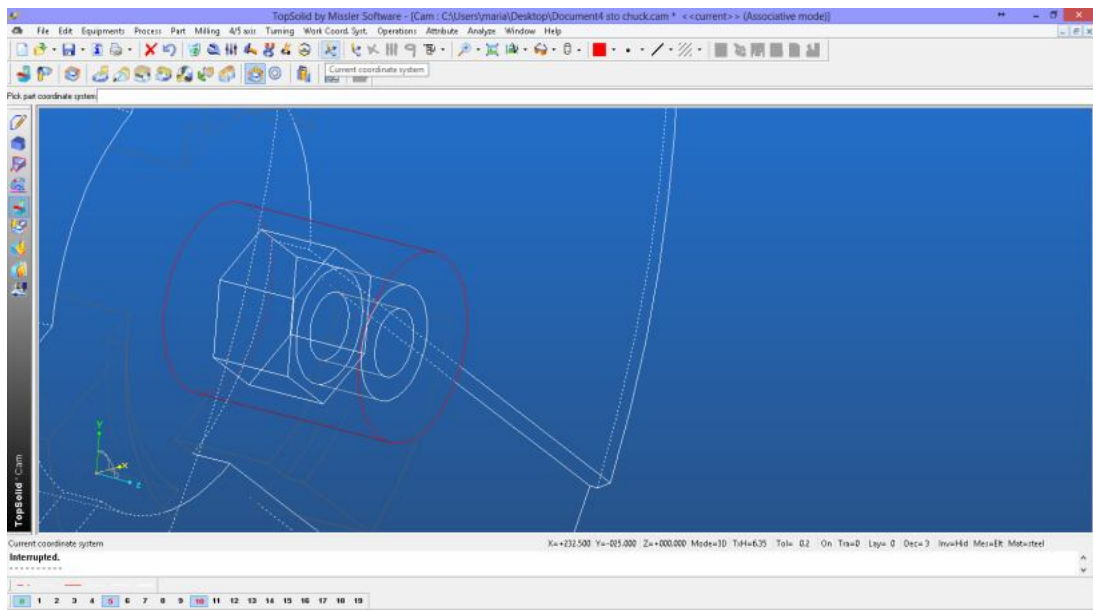 TopSolid by Missler Software - [Cam : C:\Users\maria\Desktop\Document4 sto chuck.cam * <<current>> (Associative mode)]
File Edit Equipments Process Part Milling 4/5 axis Turning Work Coord. Syst. Operations Attribute Analyze Window Help
Current coordinate system
Pick part coordinate system
Y
X
Z
TopSolid 'Cam
Current coordinate system
X=+232.500 Y=-025.000 Z=+000.000 Mode=3D TxH=6.35 Tol= 0.2 On Tra=0 Lay= 0 Dec= 3 Inv=Hid Mes=Elt Mat=steel
Interrupted.
----------
0 1 2 3 4 5 6 7 8 9 10 11 12 13 14 15 16 17 18 19